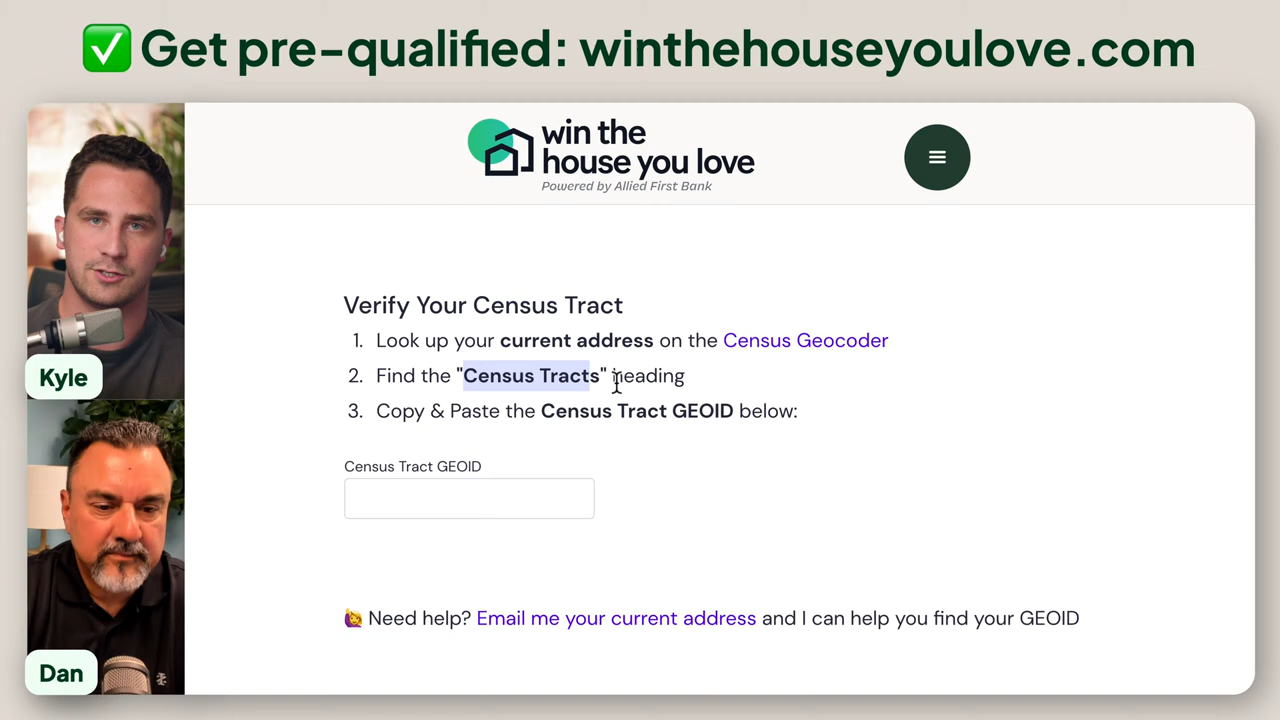 ✅ Get pre-qualified: winthehouseyoulove.com
win the
house you love
Powered by Allied First Bank
Kyle
Verify Your Census Tract
1. Look up your current address on the Census Geocoder
2. Find the "Census Tracts" heading
3. Copy & Paste the Census Tract GEOID below:
Census Tract GEOID
🙋 Need help? Email me your current address and I can help you find your GEOID
Dan